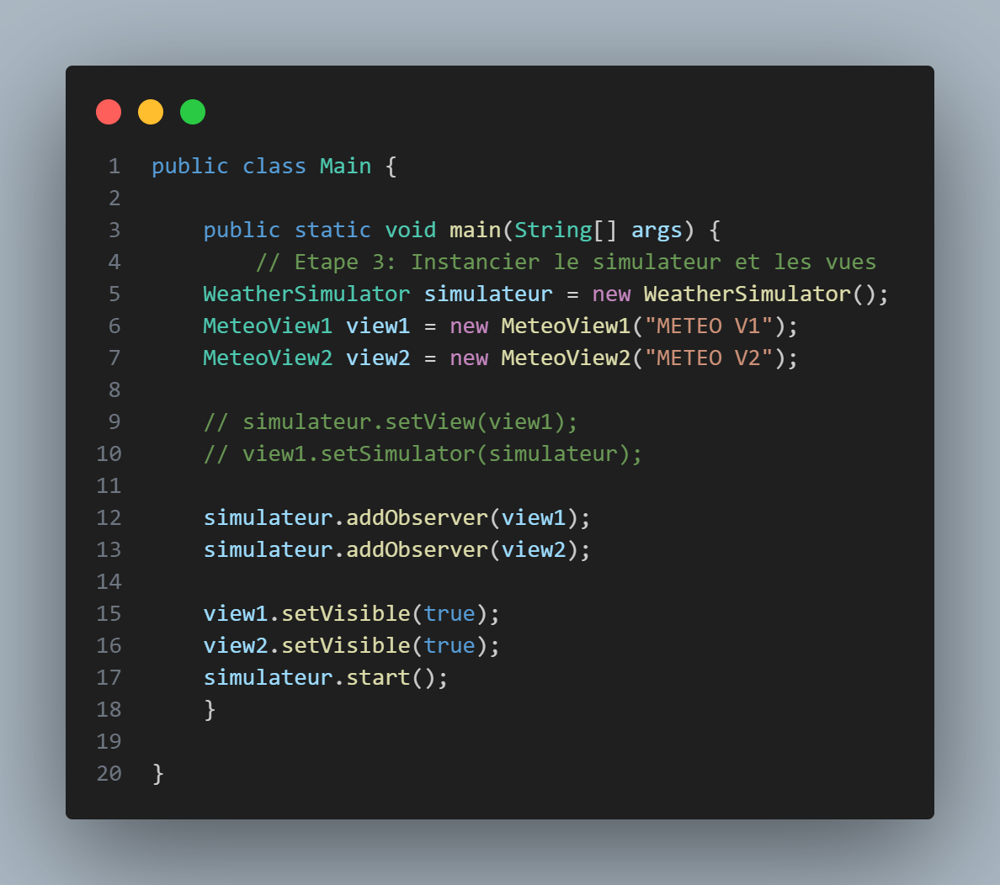 1 public class Main {
2
3     public static void main(String[] args) {
4         // Etape 3: Instancier le simulateur et les vues
5     WeatherSimulator simulateur = new WeatherSimulator();
6     MeteoView1 view1 = new MeteoView1("METEO V1");
7     MeteoView2 view2 = new MeteoView2("METEO V2");
8
9     // simulateur.setView(view1);
10     // view1.setSimulator(simulateur);
11
12     simulateur.addObserver(view1);
13     simulateur.addObserver(view2);
14
15     view1.setVisible(true);
16     view2.setVisible(true);
17     simulateur.start();
18     }
19
20 }